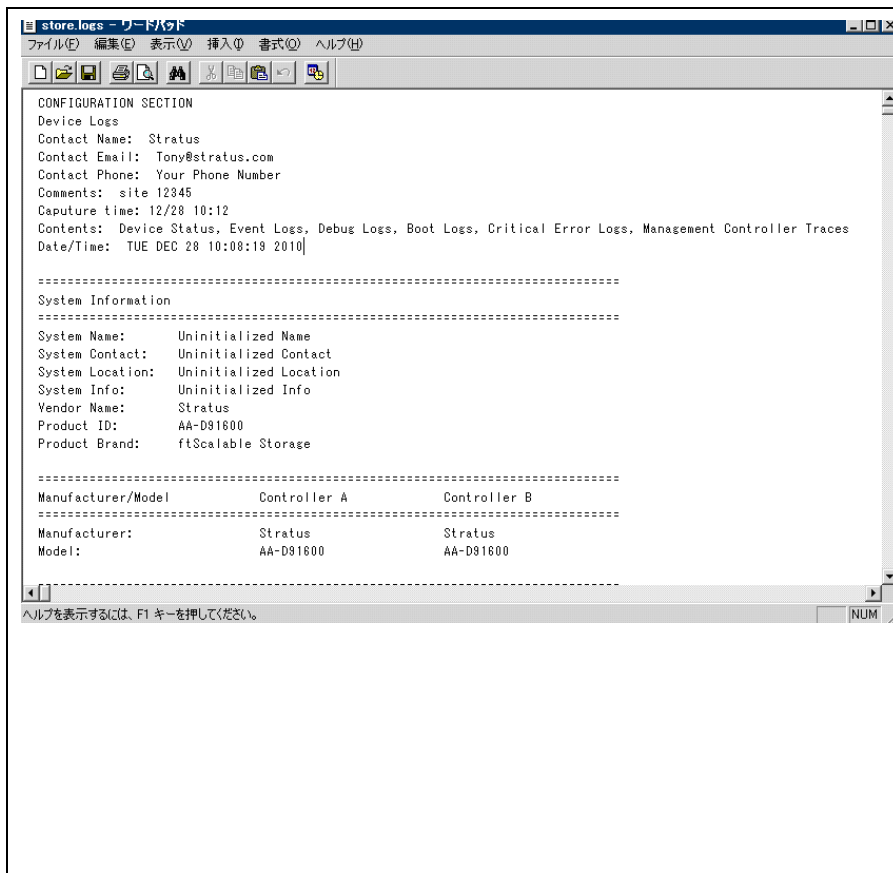 store.logs - ワードパッド
ファイル(F) 編集(E) 表示(V) 挿入(I) 書式(O) ヘルプ(H)
CONFIGURATION SECTION
Device Logs
Contact Name: Stratus
Contact Email: Tony@stratus.com
Contact Phone: Your Phone Number
Comments: site 12345
Caputure time: 12/28 10:12
Contents: Device Status, Event Logs, Debug Logs, Boot Logs, Critical Error Logs, Management Controller Traces
Date/Time: TUE DEC 28 10:08:19 2010
===============================================================================
System Information
===============================================================================
System Name: Uninitialized Name
System Contact: Uninitialized Contact
System Location: Uninitialized Location
System Info: Uninitialized Info
Vendor Name: Stratus
Product ID: AA-D91600
Product Brand: ftScalable Storage
===============================================================================
Manufacturer/Model Controller A Controller B
===============================================================================
Manufacturer: Stratus Stratus
Model: AA-D91600 AA-D91600
ヘルプを表示するには、F1 キーを押してください。
NUM